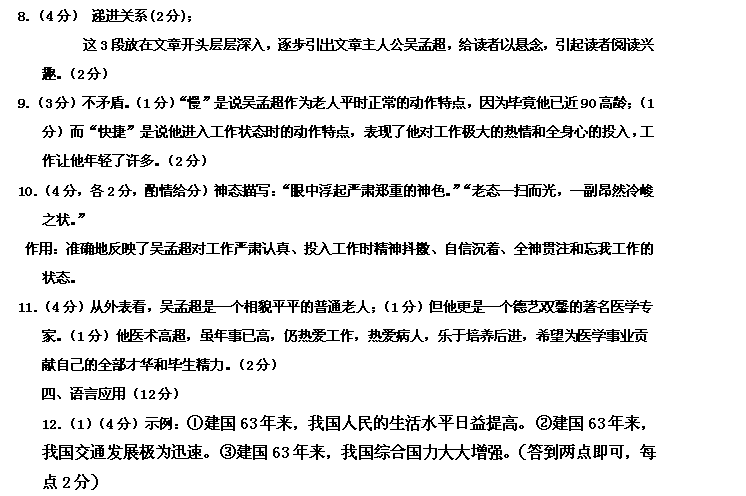 8.（4分） 递进关系(2分);
这3段放在文章开头层层深入，逐步引出文章主人公吴孟超，给读者以悬念，引起读者阅读兴
趣。（2分）
9.（3分）不矛盾。（1分）“慢”是说吴孟超作为老人平时正常的动作特点，因为毕竟他已近90高龄；（1
分）而“快捷”是说他进入工作状态时的动作特点，表现了他对工作极大的热情和全身心的投入，工
作让他年轻了许多。（2分）
10.（4分，各2分，酌情给分）神态描写：“眼中浮起严肃郑重的神色。”“老态一扫而光，一副昂然冷峻
之状。”
作用：准确地反映了吴孟超对工作严肃认真、投入工作时精神抖擞、自信沉着、全神贯注和忘我工作的
状态。
11.（4分）从外表看，吴孟超是一个相貌平平的普通老人；（1分）但他更是一个德艺双馨的著名医学专
家。（1分）他医术高超，虽年事已高，仍热爱工作，热爱病人，乐于培养后进，希望为医学事业贡
献自己的全部才华和毕生精力。（2分）
四、语言应用（12分）
12.（1）（4分）示例：①建国63年来，我国人民的生活水平日益提高。②建国63年来，
我国交通发展极为迅速。③建国63年来，我国综合国力大大增强。（答到两点即可，每
点2分）